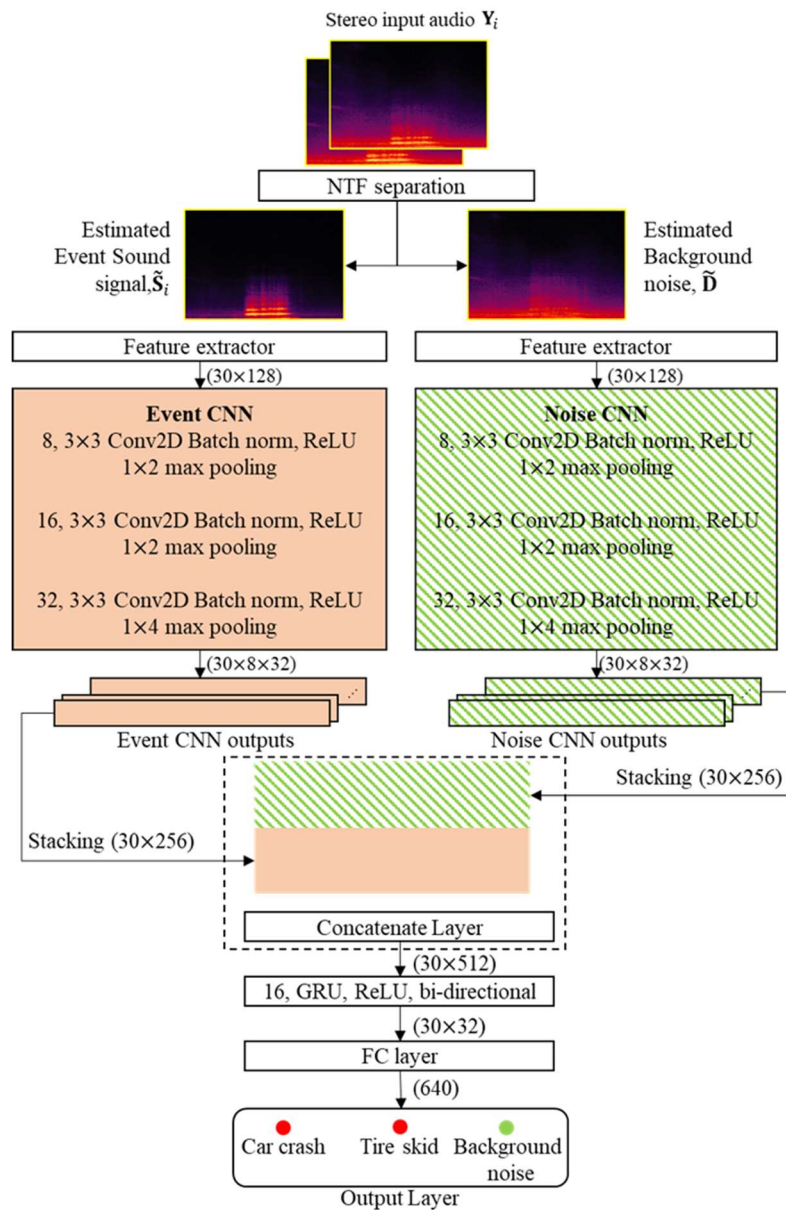 Stereo input audio Yᵢ
NTF separation
Estimated
Event Sound
signal,S̃ᵢ
Estimated
Background
noise, D̃
Feature extractor
(30×128)
Event CNN
8, 3×3 Conv2D Batch norm, ReLU
1×2 max pooling
16, 3×3 Conv2D Batch norm, ReLU
1×2 max pooling
32, 3×3 Conv2D Batch norm, ReLU
1×4 max pooling
(30×8×32)
Event CNN outputs
Feature extractor
(30×128)
Noise CNN
8, 3×3 Conv2D Batch norm, ReLU
1×2 max pooling
16, 3×3 Conv2D Batch norm, ReLU
1×2 max pooling
32, 3×3 Conv2D Batch norm, ReLU
1×4 max pooling
(30×8×32)
Noise CNN outputs
Stacking (30×256)
Stacking (30×256)
Concatenate Layer
(30×512)
16, GRU, ReLU, bi-directional
(30×32)
FC layer
(640)
Car crash
Tire skid
Background
noise
Output Layer